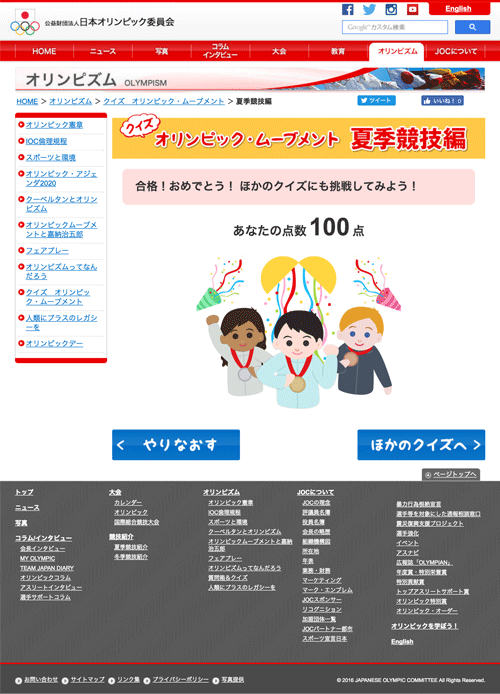 公益財団法人日本オリンピック委員会
English
Google カスタム検索
HOME
ニュース
写真
コラム
インタビュー
大会
教育
オリンピズム
JOCについて
オリンピズム OLYMPISM
HOME > オリンピズム > クイズ オリンピック・ムーブメント > 夏季競技編
ツイート
いいね! 0
オリンピック憲章
IOC倫理規程
スポーツと環境
オリンピック・アジェ
ンダ2020
クーベルタンとオリン
ピズム
オリンピックムーブメ
ントと嘉納治五郎
フェアプレー
オリンピズムってなん
だろう
クイズ オリンピッ
ク・ムーブメント
人類にプラスのレガシ
ーを
オリンピックデー
クイズ オリンピック・ムーブメント 夏季競技編
合格！おめでとう！ ほかのクイズにも挑戦してみよう！
あなたの点数 100 点
< やりなおす
ほかのクイズへ >
ページトップへ
トップ
ニュース
写真
コラム/インタビュー
会長インタビュー
MY OLYMPIC
TEAM JAPAN DIARY
オリンピックコラム
アスリートインタビュー
選手サポートコラム
大会
カレンダー
オリンピック
国際総合競技大会
競技紹介
夏季競技紹介
冬季競技紹介
オリンピズム
オリンピック憲章
IOC倫理規程
スポーツと環境
クーベルタンとオリンピズム
オリンピックムーブメントと嘉納
治五郎
フェアプレー
オリンピズムってなんだろう
質問箱&クイズ
人類にプラスのレガシーを
JOCについて
JOCの理念
評議員名簿
役員名簿
会長の略歴
組織機構図
所在地
年表
業務・財務
マーケティング
マーク・エンブレム
JOCスポンサー
リコグニション
加盟団体一覧
JOCパートナー都市
スポーツ宣言日本
暴力行為根絶宣言
選手等を対象にした通報相談窓口
震災復興支援プロジェクト
選手強化
イベント
アスナビ
広報誌「OLYMPIAN」
年度賞・特別栄誉賞
特別貢献賞
トップアスリートサポート賞
オリンピック特別賞
オリンピック・オーダー
オリンピックを学ぼう！
English
お問い合わせ
サイトマップ
リンク集
プライバシーポリシー
写真提供
© 2016 JAPANESE OLYMPIC COMMITTEE All Rights Reserved.